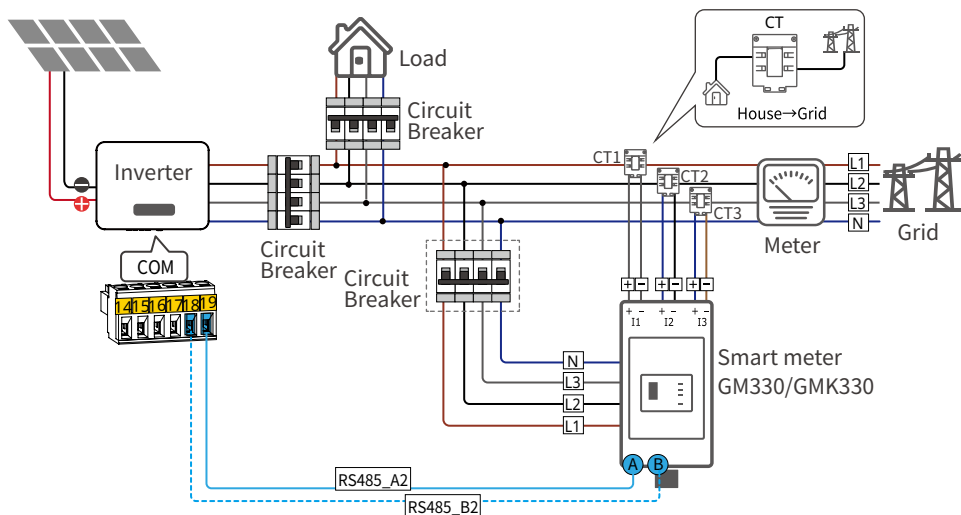 CT
House→Grid
Load
Circuit
Breaker
Inverter
CT1
CT2
CT3
L1
L2
L3
N
Meter
Grid
Circuit
Breaker
Circuit
Breaker
COM
14 15 16 17 18 19
+ - + - + -
+ - + - + -
I1 I2 I3
N
L3
L2
L1
Smart meter
GM330/GMK330
A B
RS485_A2
RS485_B2